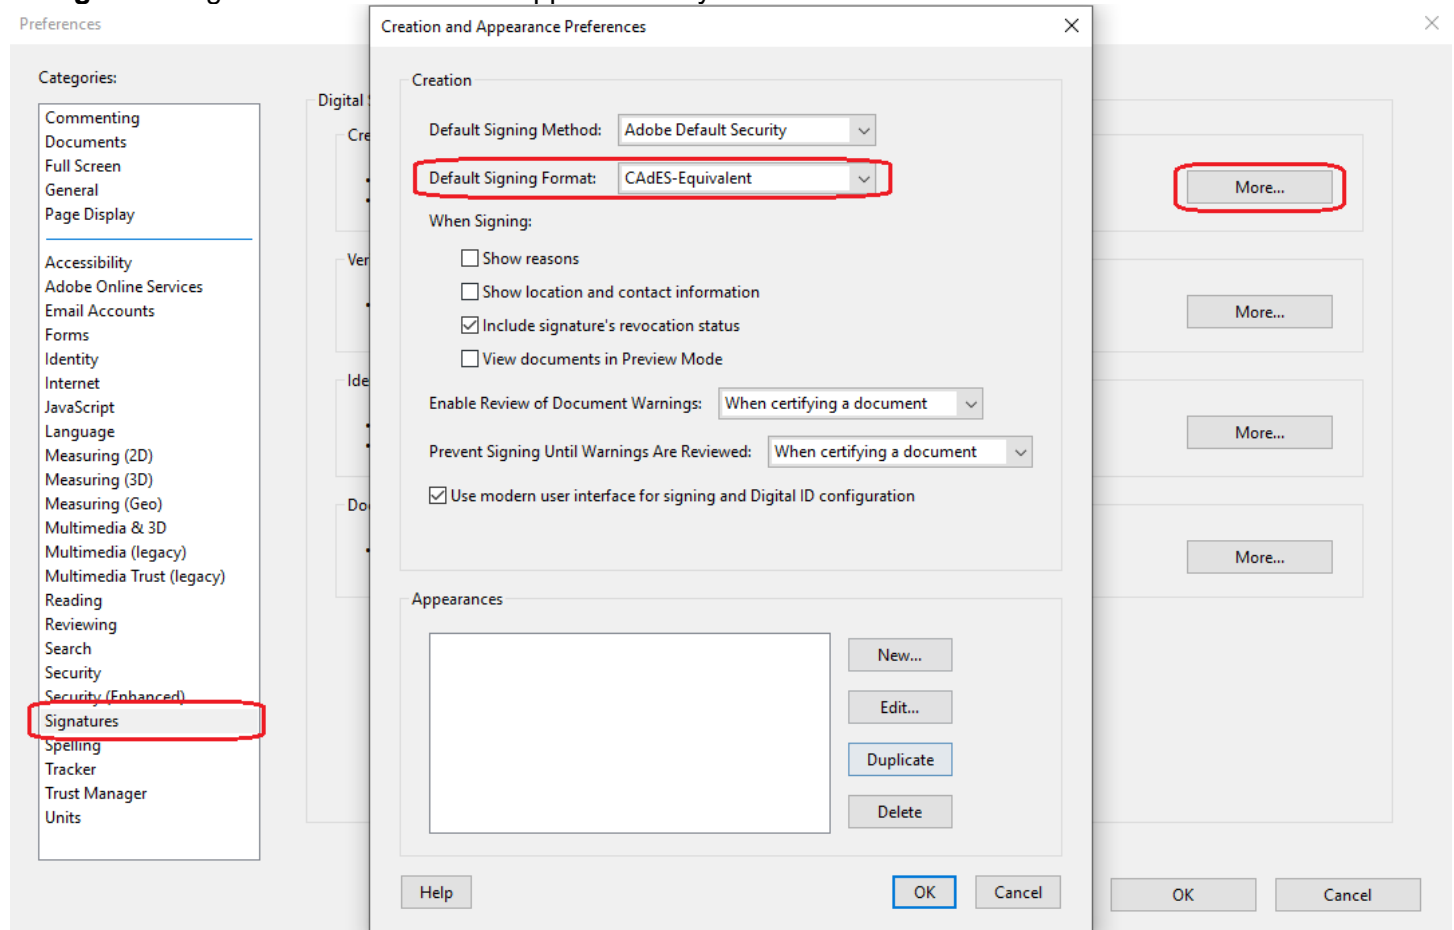 Preferences
Categories:
Commenting
Documents
Full Screen
General
Page Display
Accessibility
Adobe Online Services
Email Accounts
Forms
Identity
Internet
JavaScript
Language
Measuring (2D)
Measuring (3D)
Measuring (Geo)
Multimedia & 3D
Multimedia (legacy)
Multimedia Trust (legacy)
Reading
Reviewing
Search
Security
Security (Enhanced)
Signatures
Spelling
Tracker
Trust Manager
Units
Digital
Cre
Ver
Ide
Do
Creation and Appearance Preferences
Creation
Default Signing Method: Adobe Default Security
Default Signing Format: CAdES-Equivalent
When Signing:
Show reasons
Show location and contact information
Include signature's revocation status
View documents in Preview Mode
Enable Review of Document Warnings: When certifying a document
Prevent Signing Until Warnings Are Reviewed: When certifying a document
Use modern user interface for signing and Digital ID configuration
Appearances
New...
Edit...
Duplicate
Delete
Help
OK
Cancel
More...
More...
More...
More...
OK
Cancel